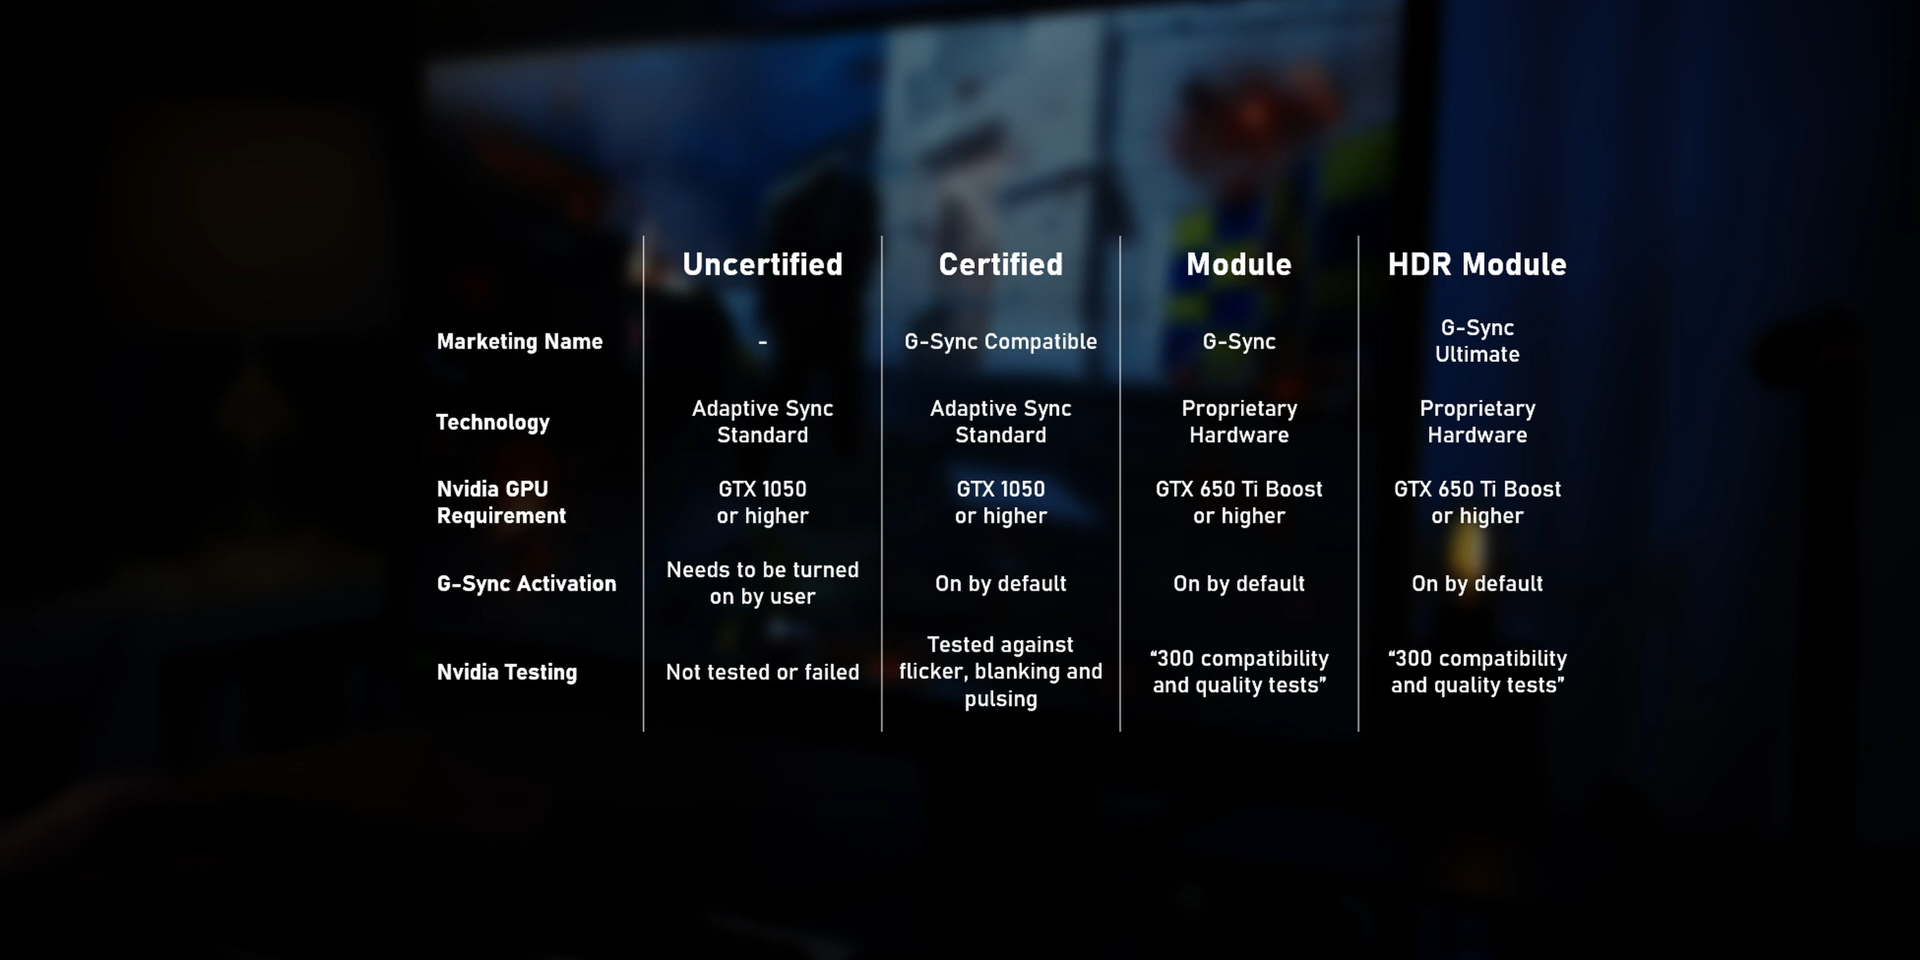 Uncertified Certified Module HDR Module
Marketing Name - G-Sync Compatible G-Sync G-Sync
Ultimate
Technology Adaptive Sync
Standard Adaptive Sync
Standard Proprietary
Hardware Proprietary
Hardware
Nvidia GPU
Requirement GTX 1050
or higher GTX 1050
or higher GTX 650 Ti Boost
or higher GTX 650 Ti Boost
or higher
G-Sync Activation Needs to be turned
on by user On by default On by default On by default
Nvidia Testing Not tested or failed Tested against
flicker, blanking and
pulsing “300 compatibility
and quality tests” “300 compatibility
and quality tests”